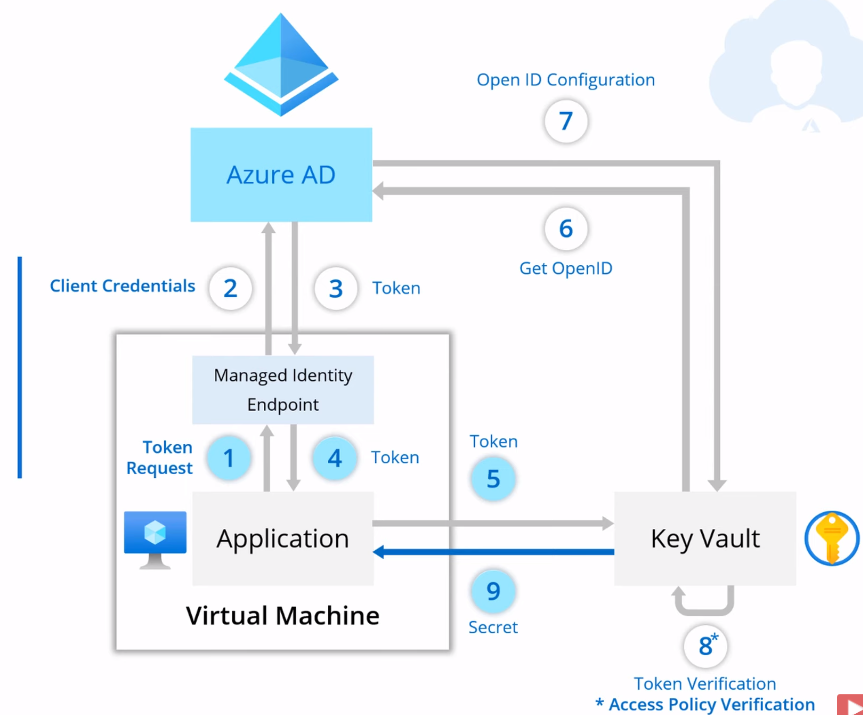 Open ID Configuration
7
Azure AD
6
Get OpenID
Client Credentials
2
3
Token
Managed Identity
Endpoint
Token
Request
1
4
Token
Token
5
Application
Key Vault
9
Secret
Virtual Machine
8*
Token Verification
* Access Policy Verification